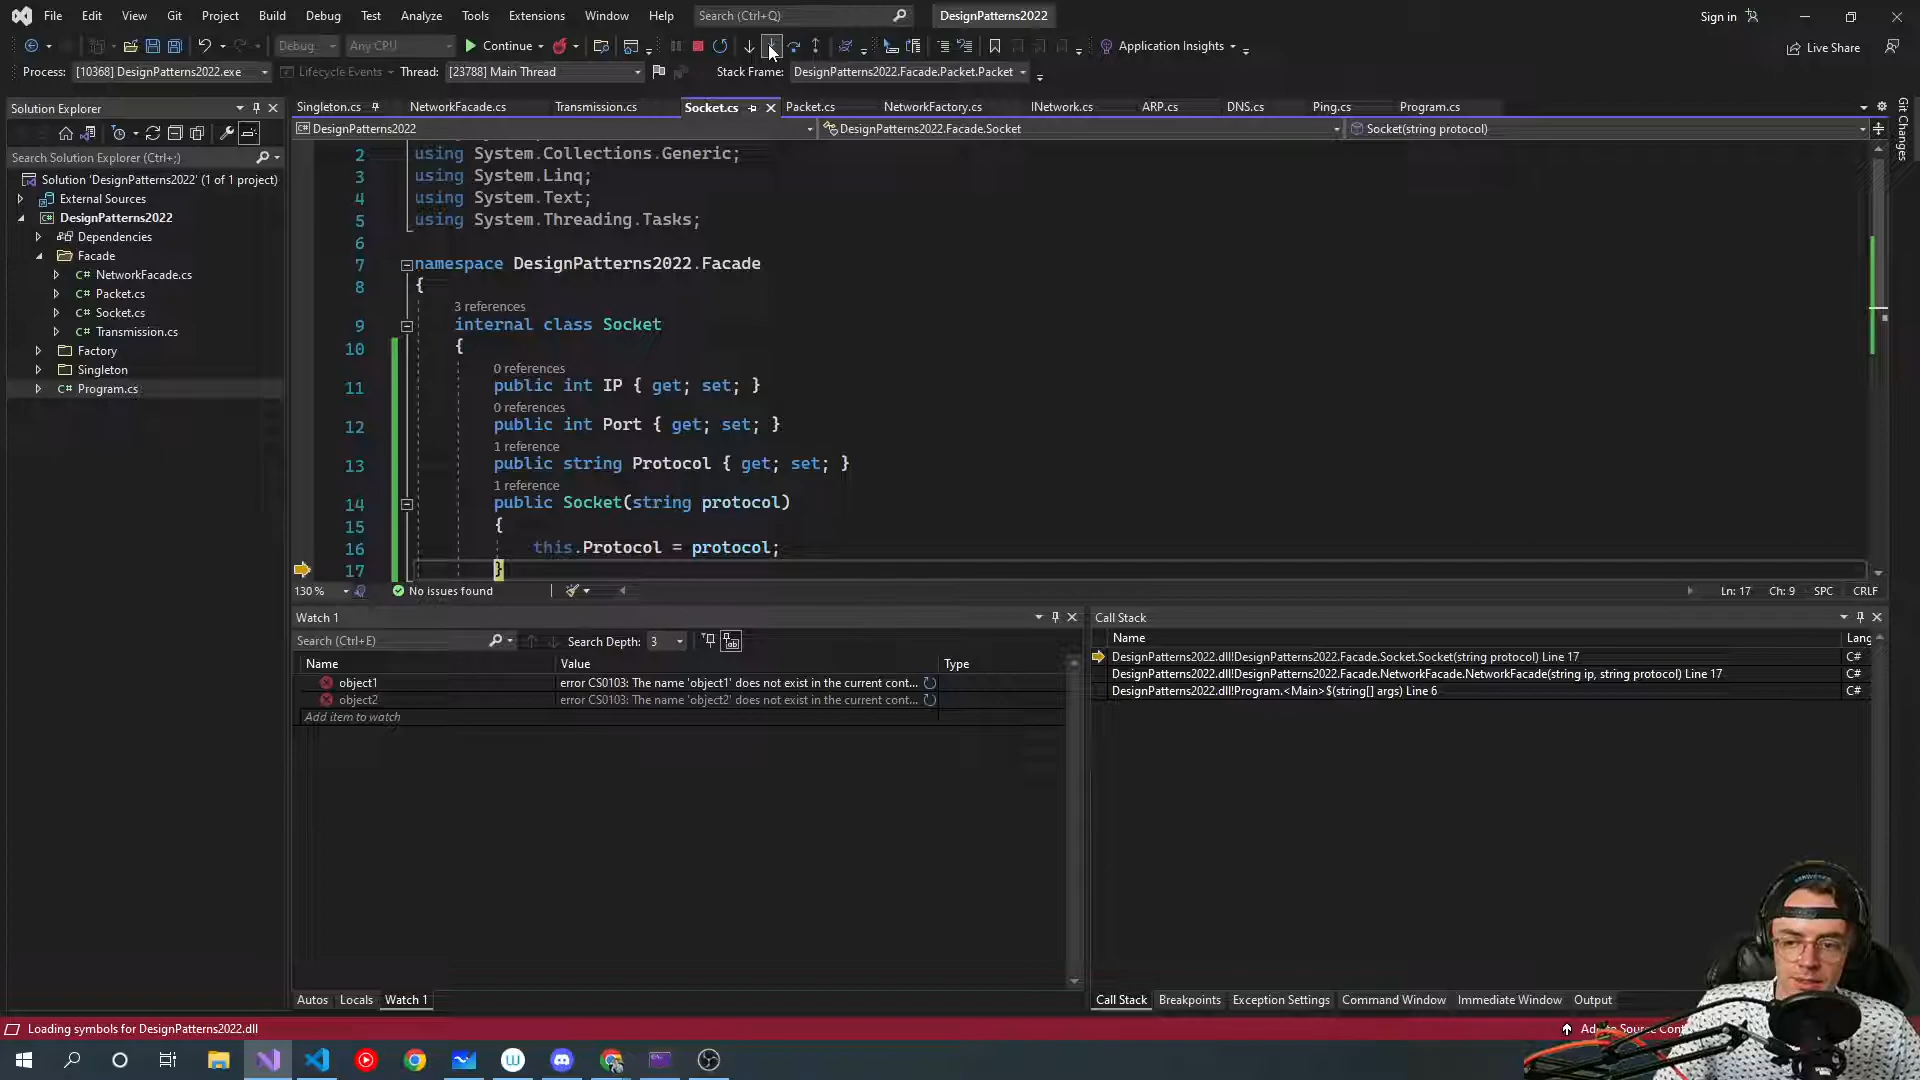 File Edit View Git Project Build Debug Test Analyze Tools Extensions Window Help Search (Ctrl+Q) DesignPatterns2022 Sign in
Debug Any CPU Continue Application Insights Live Share
Process: [10368] DesignPatterns2022.exe Lifecycle Events Thread: [23788] Main Thread Stack Frame: DesignPatterns2022.Facade.Packet.Packet
Solution Explorer
Singleton.cs NetworkFacade.cs Transmission.cs Socket.cs Packet.cs NetworkFactory.cs INetwork.cs ARP.cs DNS.cs Ping.cs Program.cs
Git Changes
DesignPatterns2022 DesignPatterns2022.Facade.Socket Socket(string protocol)
Search Solution Explorer (Ctrl+;)
Solution 'DesignPatterns2022' (1 of 1 project)
External Sources
DesignPatterns2022
Dependencies
Facade
C# NetworkFacade.cs
C# Packet.cs
C# Socket.cs
C# Transmission.cs
Factory
Singleton
C# Program.cs
2 using System.Collections.Generic;
3 using System.Linq;
4 using System.Text;
5 using System.Threading.Tasks;
6
7 namespace DesignPatterns2022.Facade
8 {
3 references
9 internal class Socket
10 {
0 references
11 public int IP { get; set; }
0 references
12 public int Port { get; set; }
1 reference
13 public string Protocol { get; set; }
1 reference
14 public Socket(string protocol)
15 {
16 this.Protocol = protocol;
17 }
130 % No issues found Ln: 17 Ch: 9 SPC CRLF
Watch 1
Search (Ctrl+E) Search Depth: 3
Name Value Type
object1 error CS0103: The name 'object1' does not exist in the current cont...
object2 error CS0103: The name 'object2' does not exist in the current cont...
Add item to watch
Autos Locals Watch 1
Call Stack
Name Lang
DesignPatterns2022.dll!DesignPatterns2022.Facade.Socket.Socket(string protocol) Line 17 C#
DesignPatterns2022.dll!DesignPatterns2022.Facade.NetworkFacade.NetworkFacade(string ip, string protocol) Line 17 C#
DesignPatterns2022.dll!Program.<Main>$(string[] args) Line 6 C#
Call Stack Breakpoints Exception Settings Command Window Immediate Window Output
Loading symbols for DesignPatterns2022.dll
Source